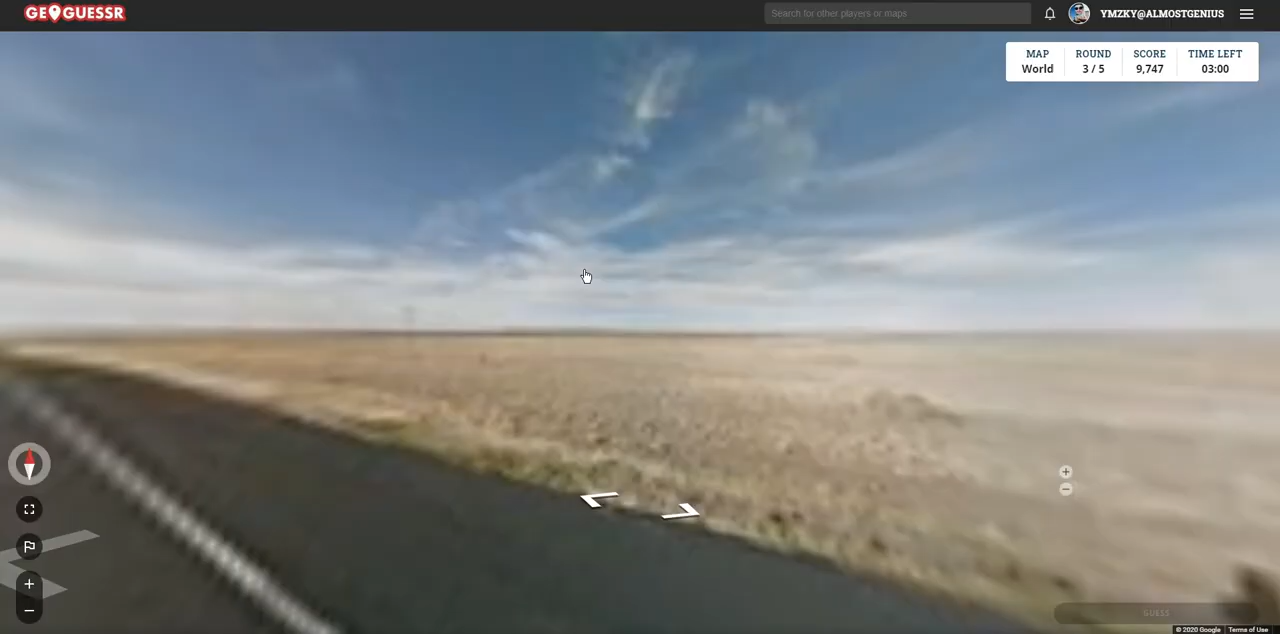 GEOGUESSR
Search for other players or maps
YMZKY@ALMOSTGENIUS
MAP
World
ROUND
3 / 5
SCORE
9,747
TIME LEFT
03:00
GUESS
© 2020 Google
Terms of Use